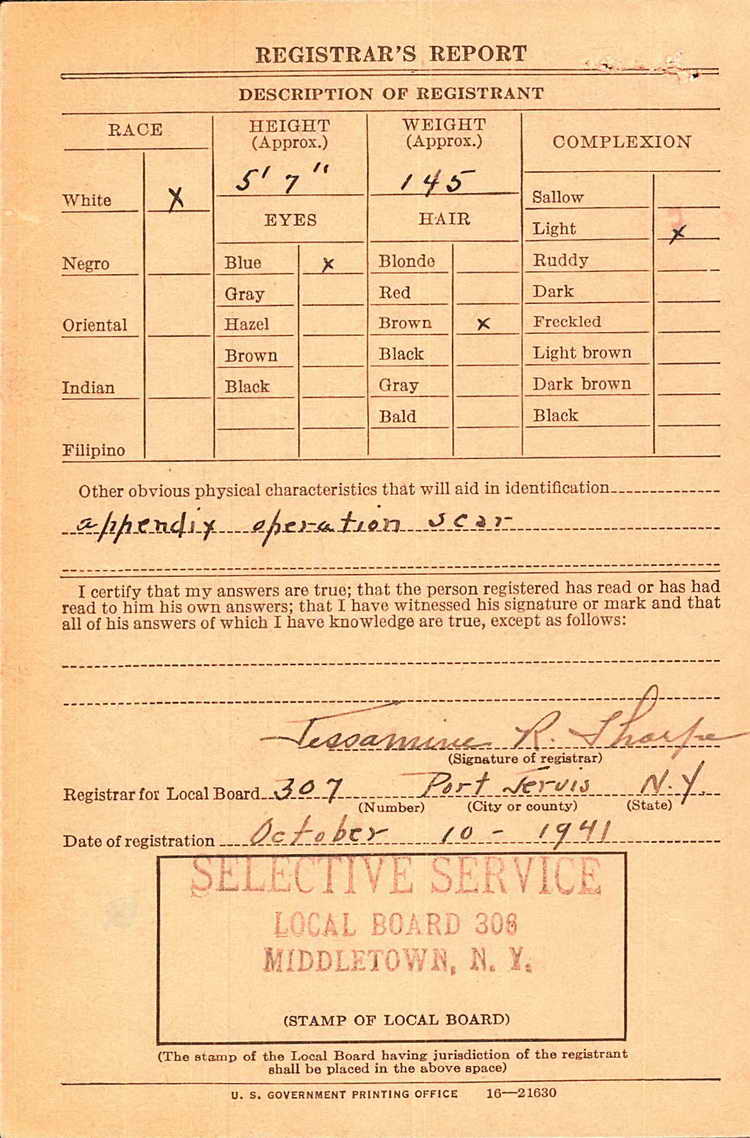 REGISTRAR'S REPORT
DESCRIPTION OF REGISTRANT
RACE
HEIGHT
(Approx.)
WEIGHT
(Approx.)
COMPLEXION
5' 7"
145
White X
EYES
HAIR
Sallow
Light X
Negro
Blue X
Blonde
Ruddy
Gray
Red
Dark
Oriental
Hazel
Brown X
Freckled
Brown
Black
Light brown
Indian
Black
Gray
Dark brown
Bald
Black
Filipino
Other obvious physical characteristics that will aid in identification
appendix operation scar
I certify that my answers are true; that the person registered has read or has had
read to him his own answers; that I have witnessed his signature or mark and that
all of his answers of which I have knowledge are true, except as follows:
Jessamine R. Tharpe
(Signature of registrar)
Registrar for Local Board 307 Port Jervis N.Y.
(Number) (City or county) (State)
Date of registration October 10 - 1941
SELECTIVE SERVICE
LOCAL BOARD 308
MIDDLETOWN, N. Y.
(STAMP OF LOCAL BOARD)
(The stamp of the Local Board having jurisdiction of the registrant
shall be placed in the above space)
U. S. GOVERNMENT PRINTING OFFICE 16—21630